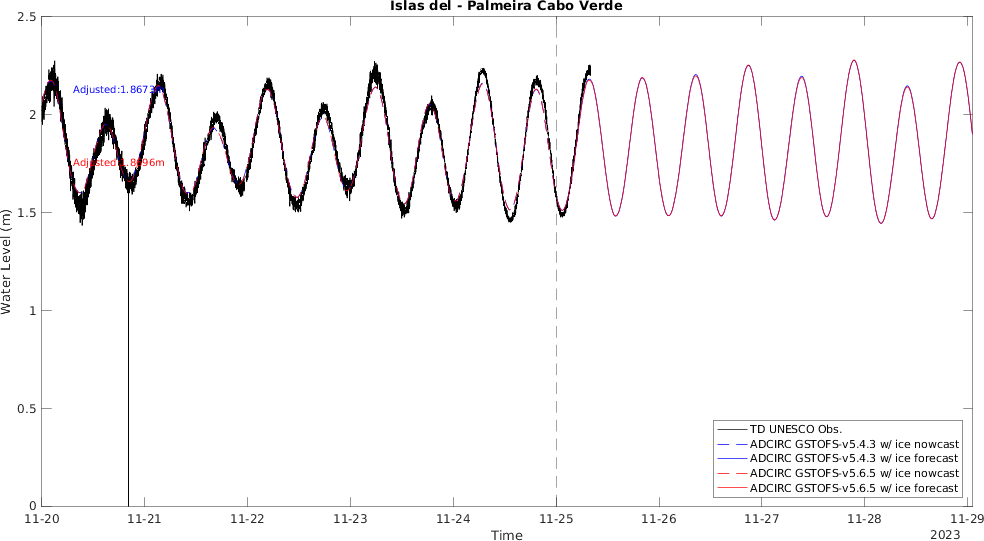 Islas del - Palmeira Cabo Verde
2.5
2
1.5
1
0.5
0
Water Level (m)
Adjusted:1.8673m
Adjusted:1.8696m
TD UNESCO Obs.
ADCIRC GSTOFS-v5.4.3 w/ ice nowcast
ADCIRC GSTOFS-v5.4.3 w/ ice forecast
ADCIRC GSTOFS-v5.6.5 w/ ice nowcast
ADCIRC GSTOFS-v5.6.5 w/ ice forecast
11-20 11-21 11-22 11-23 11-24 11-25 11-26 11-27 11-28 11-29
Time
2023